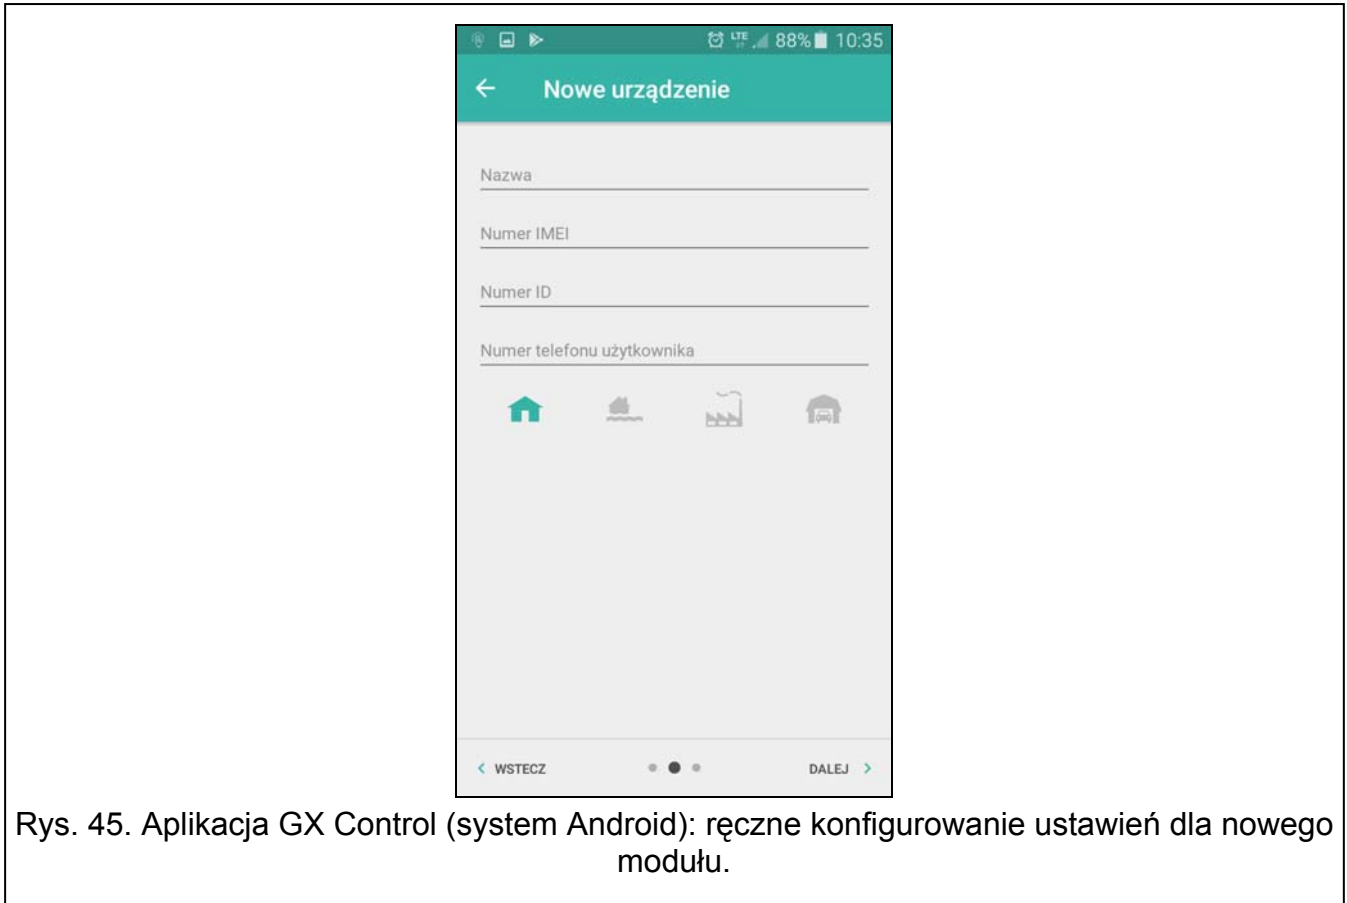 LTE 88% 10:35
Nowe urządzenie
Nazwa
Numer IMEI
Numer ID
Numer telefonu użytkownika
WSTECZ DALEJ
Rys. 45. Aplikacja GX Control (system Android): ręczne konfigurowanie ustawień dla nowego
modułu.